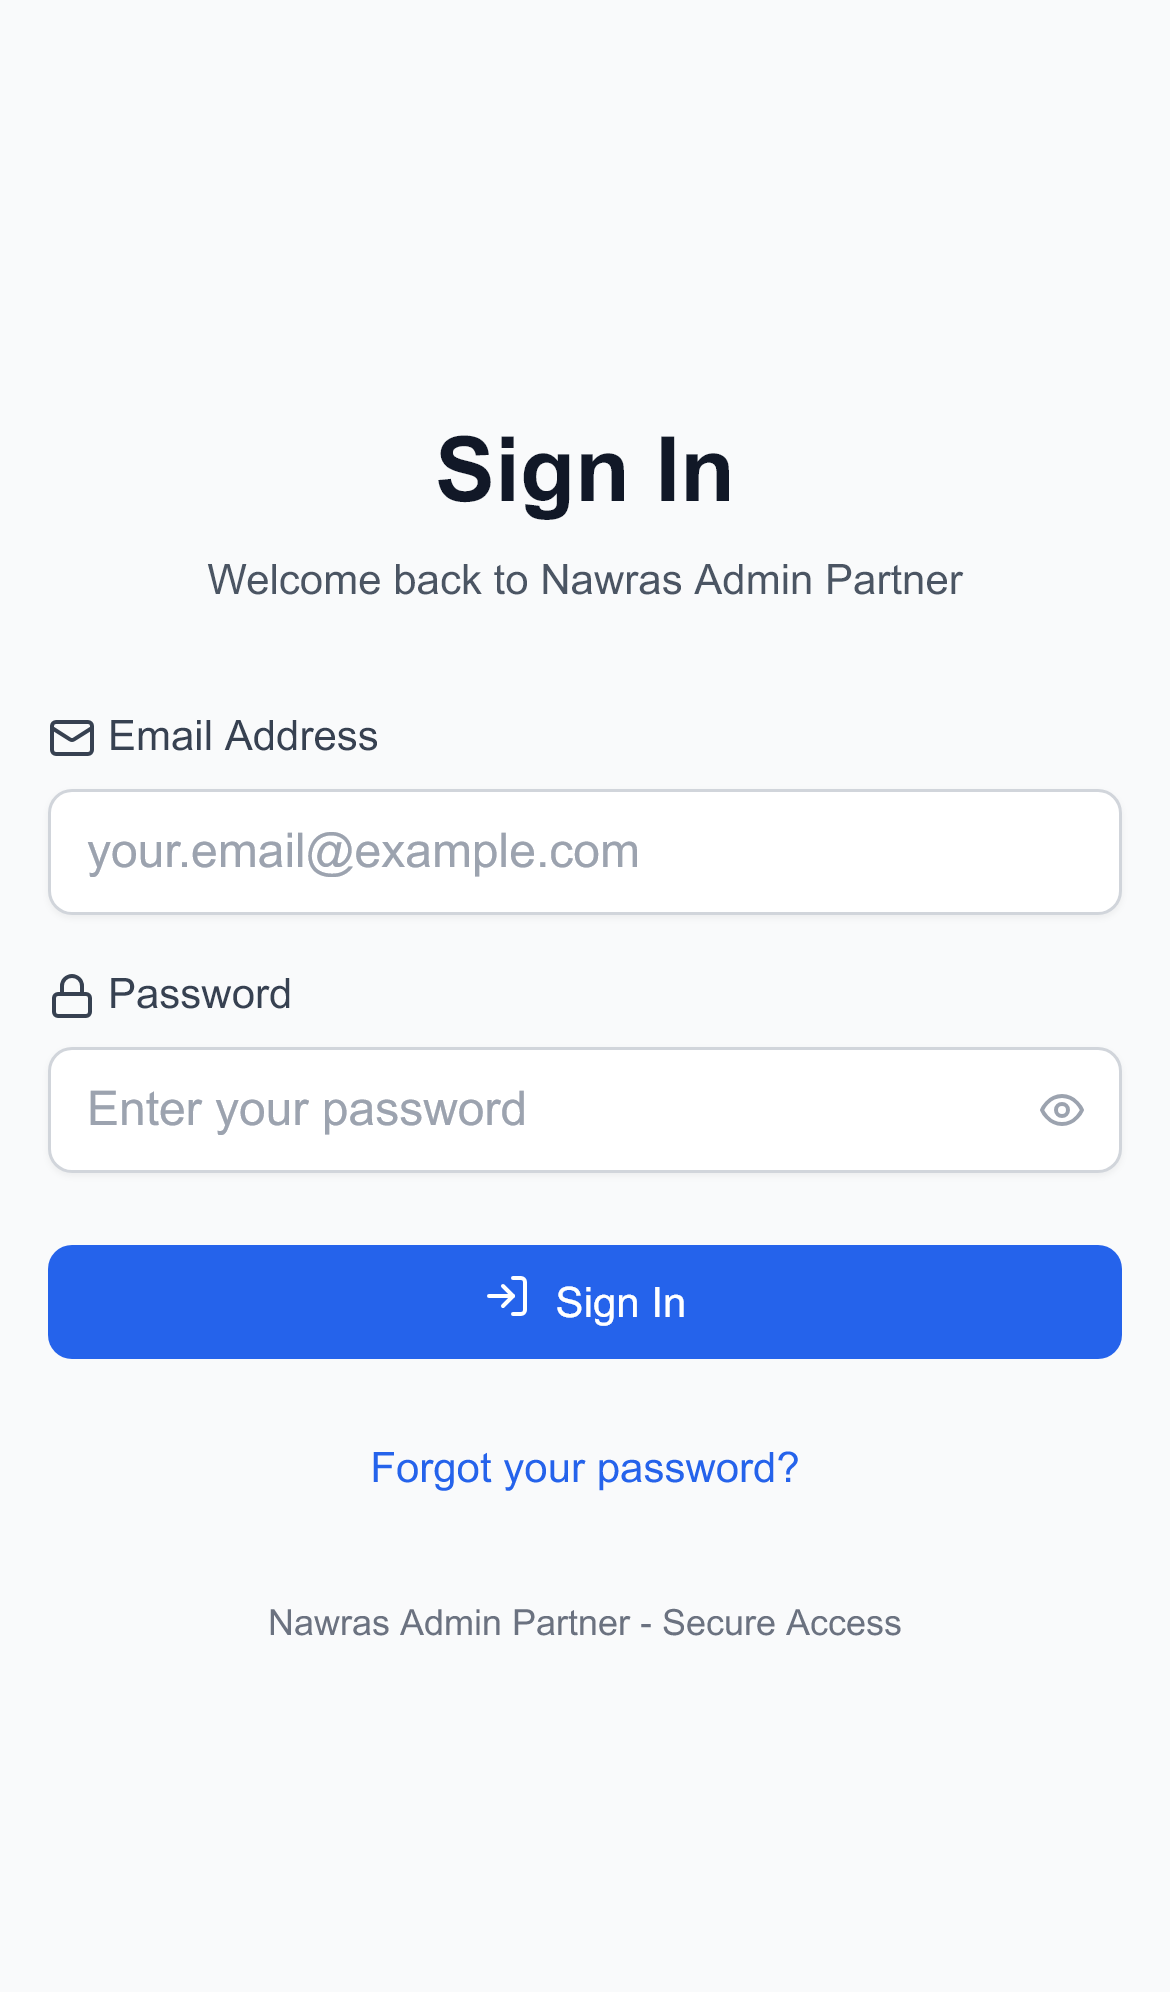 Sign In
Welcome back to Nawras Admin Partner
Email Address
your.email@example.com
Password
Enter your password
Sign In
Forgot your password?
Nawras Admin Partner - Secure Access